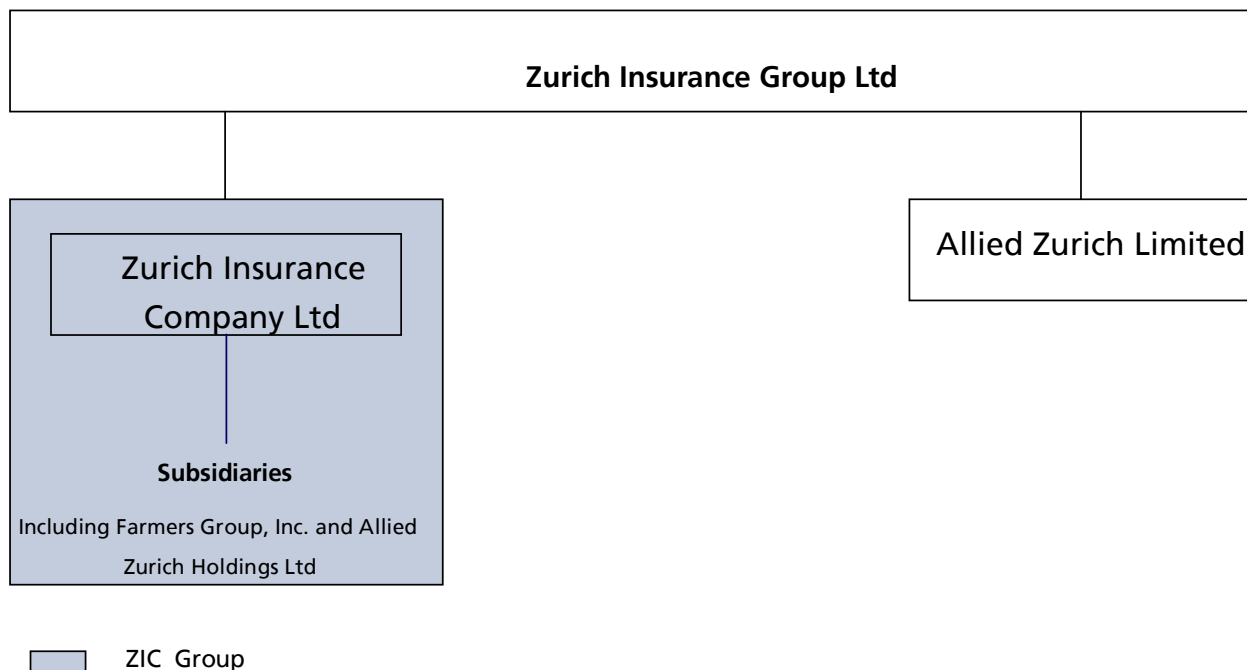 Zurich Insurance Group Ltd
Zurich Insurance
Company Ltd
Allied Zurich Limited
Subsidiaries
Including Farmers Group, Inc. and Allied
Zurich Holdings Ltd
ZIC Group